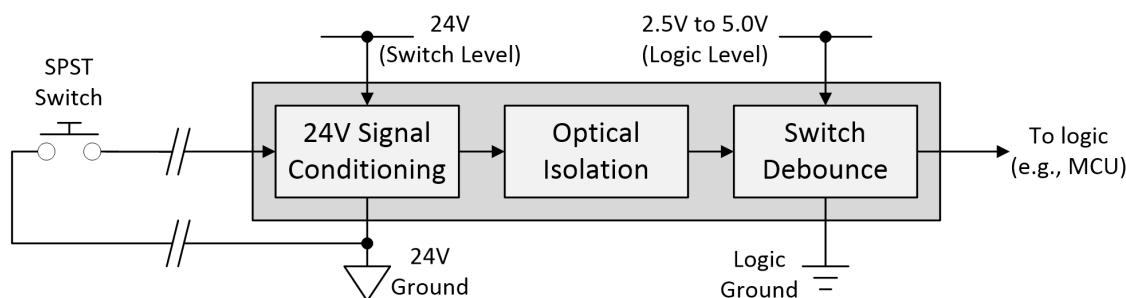 24V
(Switch Level)
2.5V to 5.0V
(Logic Level)
SPST
Switch
24V Signal
Conditioning
Optical
Isolation
Switch
Debounce
To logic
(e.g., MCU)
24V
Ground
Logic
Ground